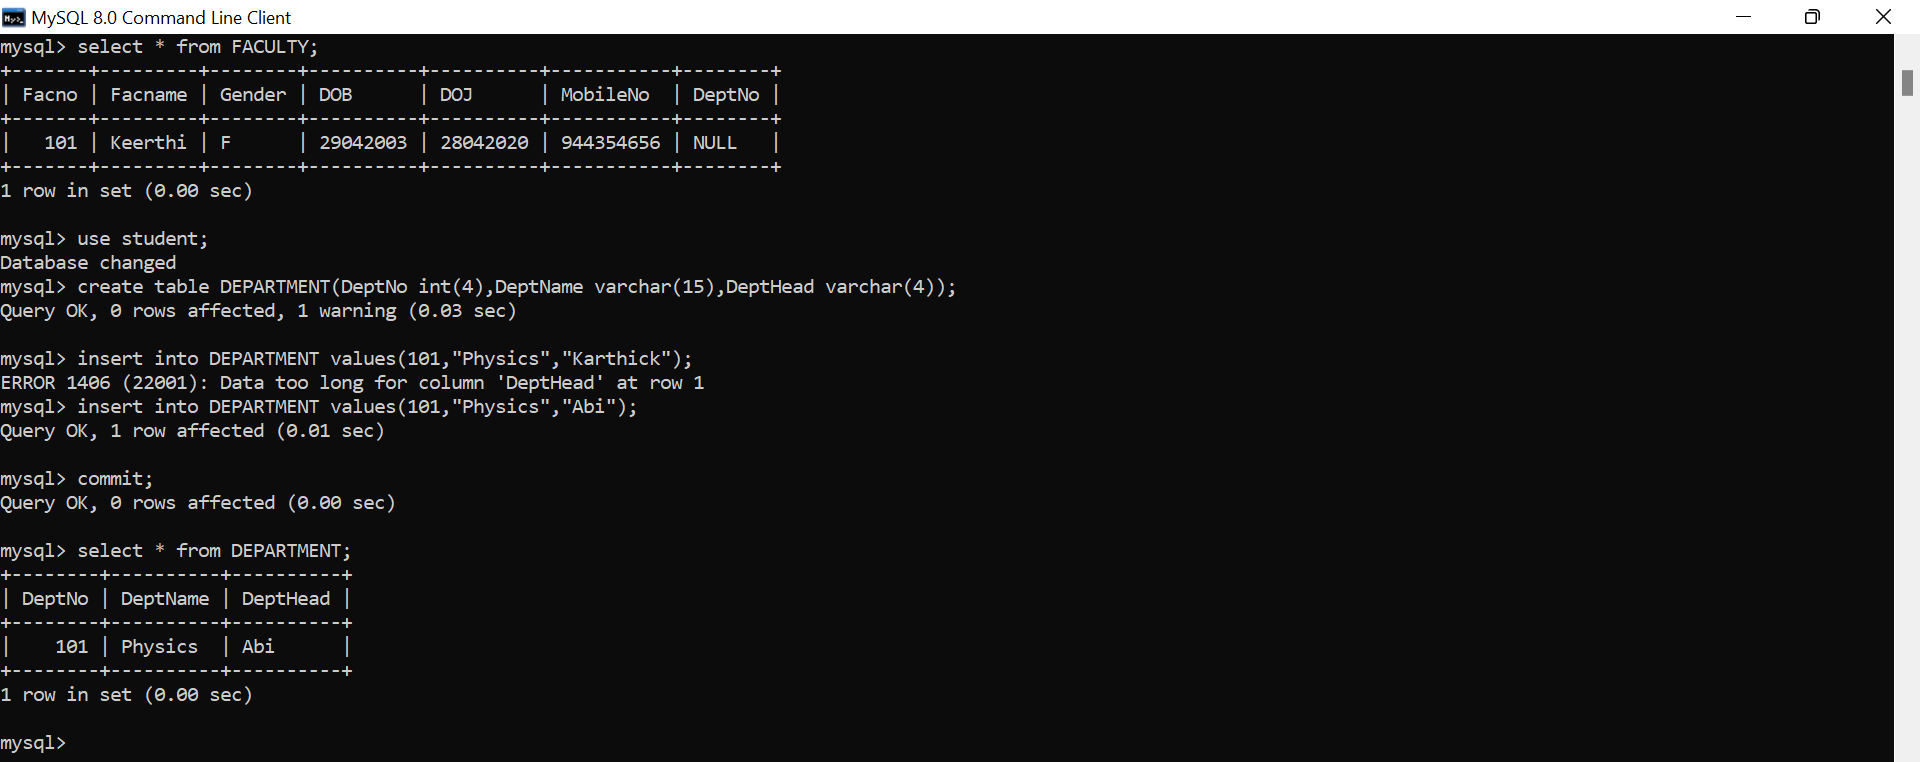 MySQL 8.0 Command Line Client
mysql> select * from FACULTY;
+-------+---------+--------+----------+----------+-----------+--------+
| Facno | Facname | Gender | DOB      | DOJ      | MobileNo  | DeptNo |
+-------+---------+--------+----------+----------+-----------+--------+
|   101 | Keerthi | F      | 29042003 | 28042020 | 944354656 | NULL   |
+-------+---------+--------+----------+----------+-----------+--------+
1 row in set (0.00 sec)
mysql> use student;
Database changed
mysql> create table DEPARTMENT(DeptNo int(4),DeptName varchar(15),DeptHead varchar(4));
Query OK, 0 rows affected, 1 warning (0.03 sec)
mysql> insert into DEPARTMENT values(101,"Physics","Karthick");
ERROR 1406 (22001): Data too long for column 'DeptHead' at row 1
mysql> insert into DEPARTMENT values(101,"Physics","Abi");
Query OK, 1 row affected (0.01 sec)
mysql> commit;
Query OK, 0 rows affected (0.00 sec)
mysql> select * from DEPARTMENT;
+--------+----------+----------+
| DeptNo | DeptName | DeptHead |
+--------+----------+----------+
|    101 | Physics  | Abi      |
+--------+----------+----------+
1 row in set (0.00 sec)
mysql>